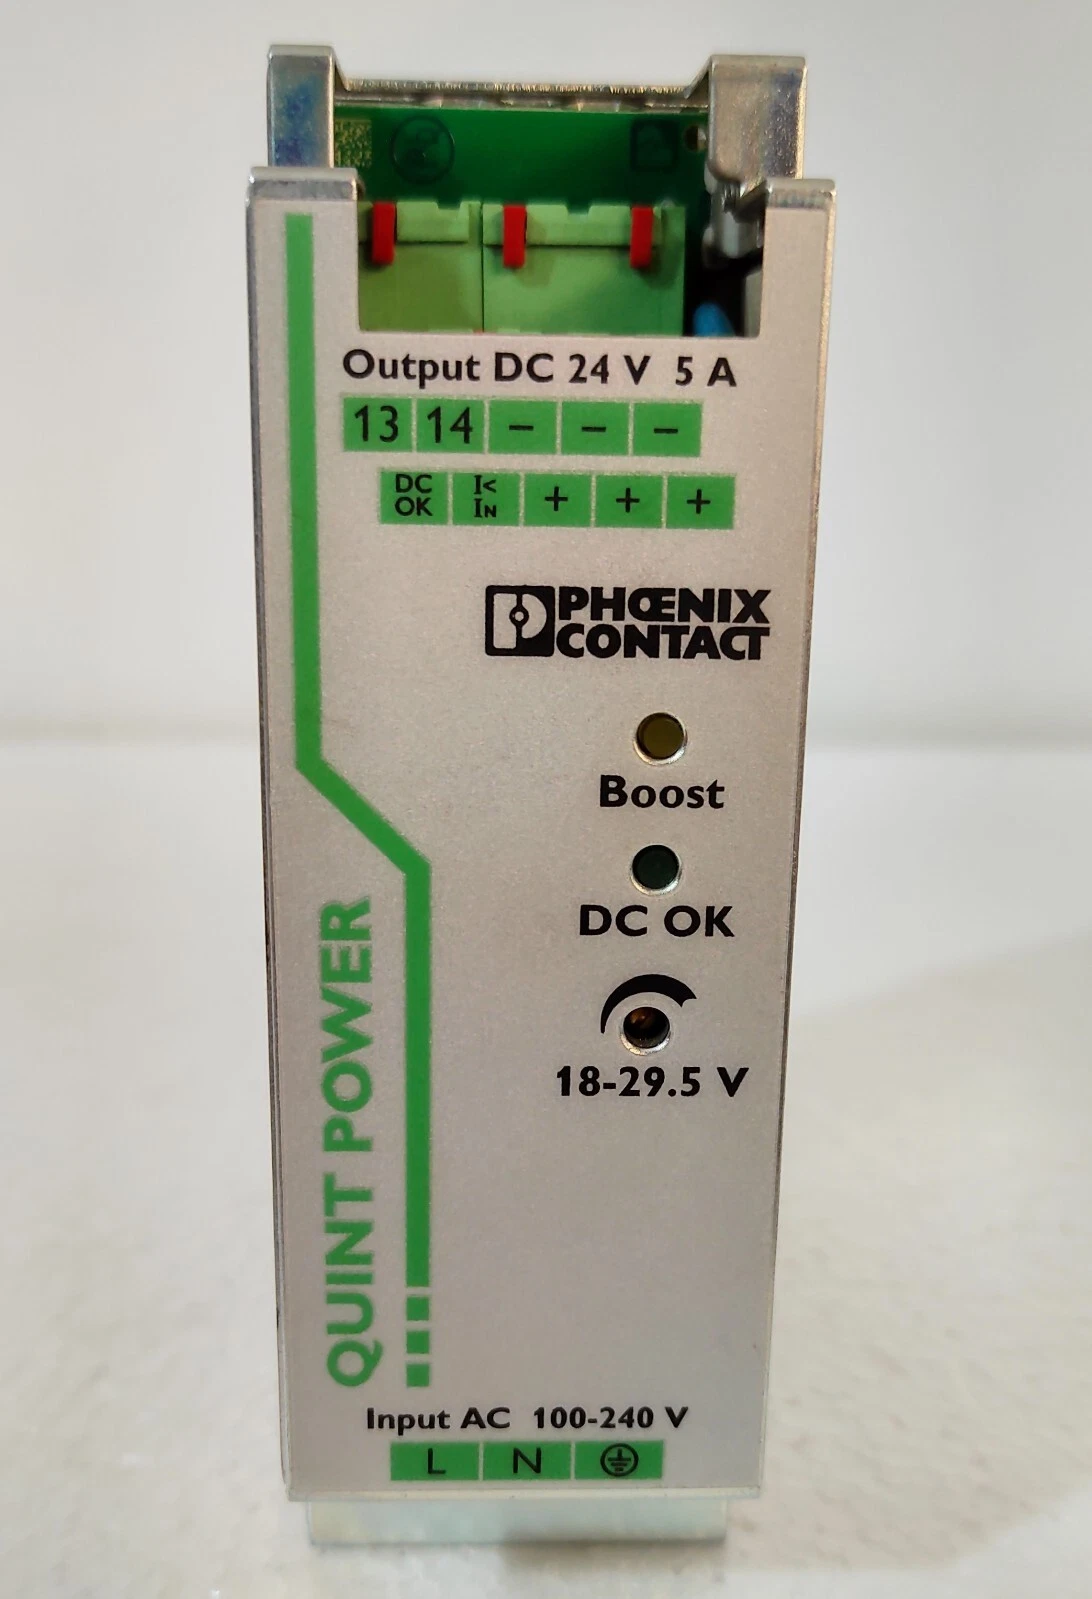 Output DC 24 V 5 A
13 14 - - -
DC OK I< IN + + +
PHŒNIX
CONTACT
Boost
DC OK
18-29.5 V
QUINT POWER
Input AC 100-240 V
L N